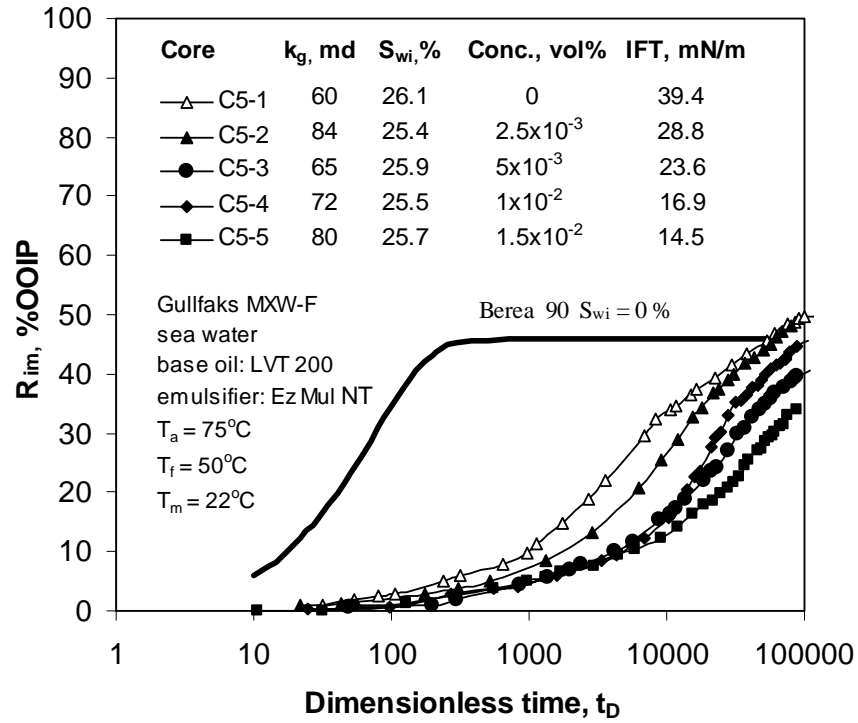 Core k_g, md S_wi,% Conc., vol% IFT, mN/m
C5-1 60 26.1 0 39.4
C5-2 84 25.4 2.5x10^-3 28.8
C5-3 65 25.9 5x10^-3 23.6
C5-4 72 25.5 1x10^-2 16.9
C5-5 80 25.7 1.5x10^-2 14.5
Gullfaks MXW-F
sea water
base oil: LVT 200
emulsifier: Ez Mul NT
T_a = 75°C
T_f = 50°C
T_m = 22°C
Berea 90 S_wi = 0 %
R_im, %OOIP
100
90
80
70
60
50
40
30
20
10
0
1 10 100 1000 10000 100000
Dimensionless time, t_D